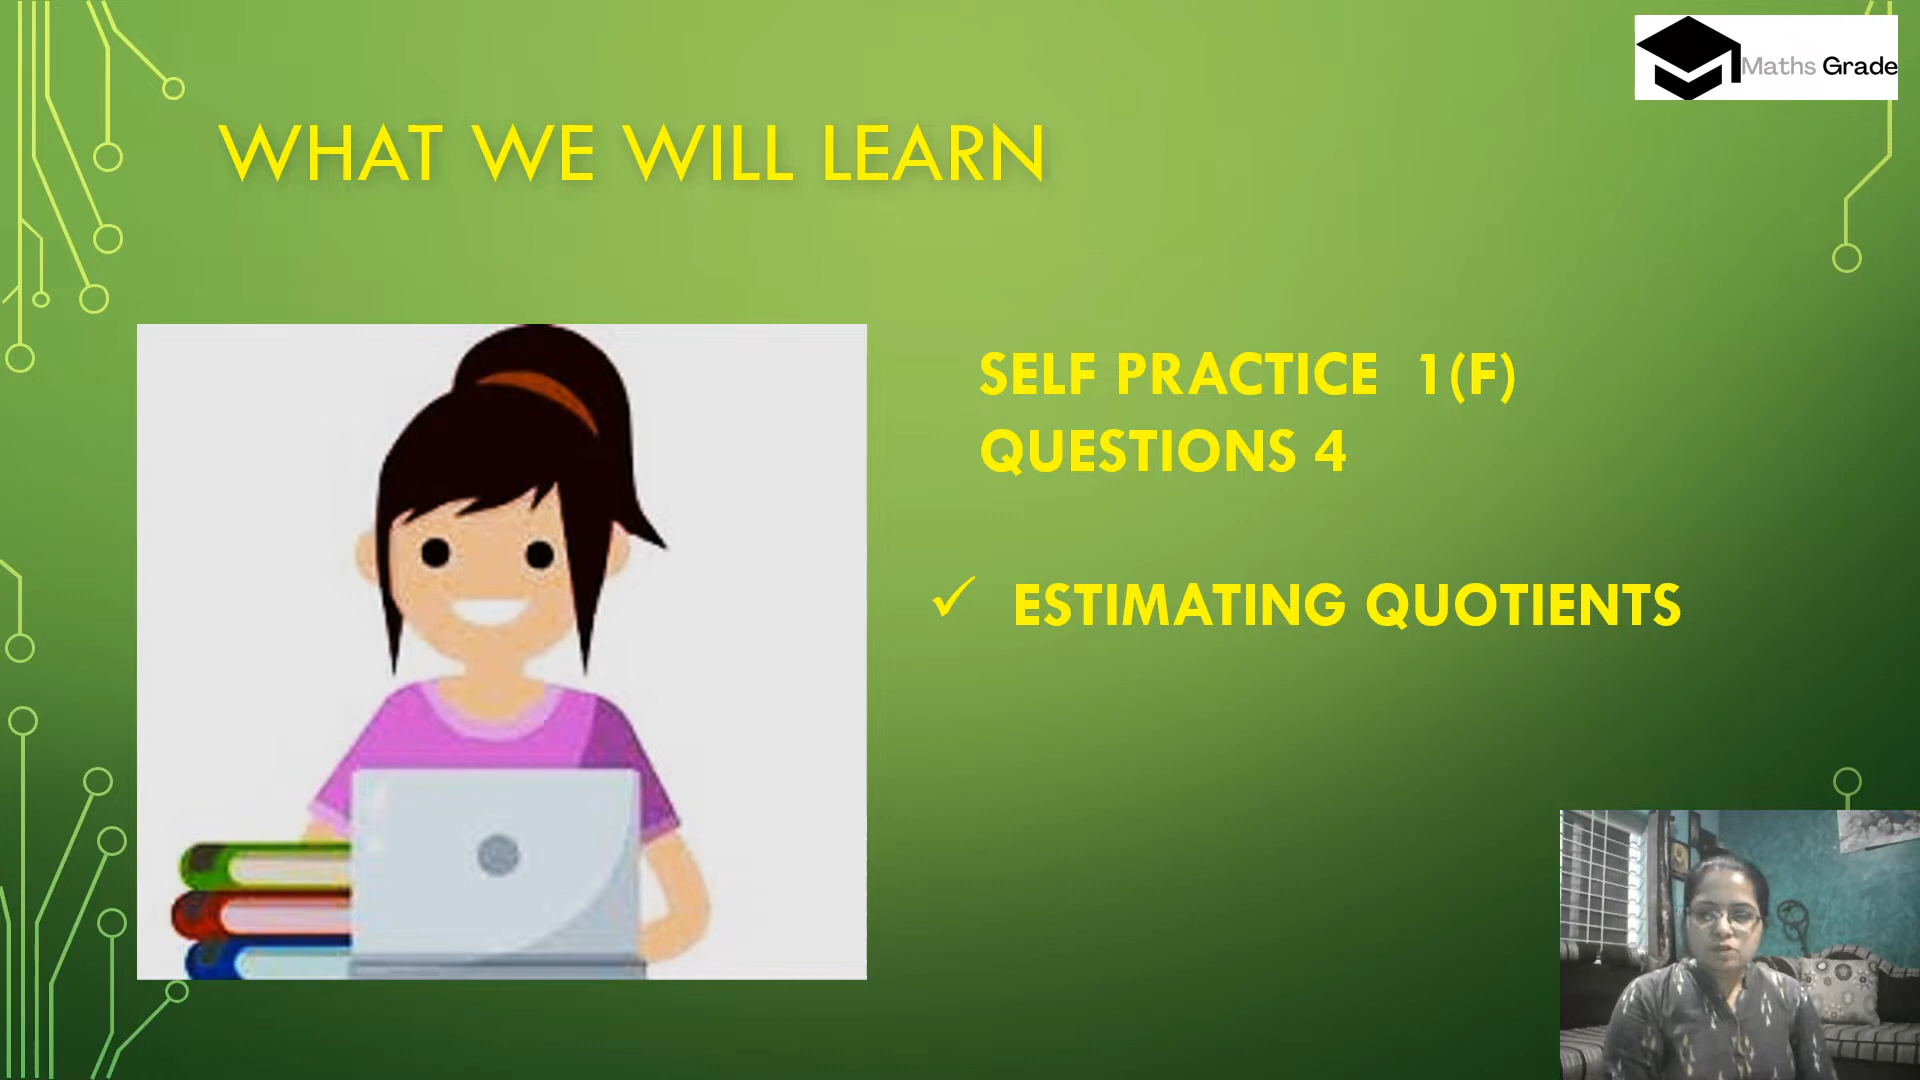 Maths Grade
WHAT WE WILL LEARN
SELF PRACTICE 1(F)
QUESTIONS 4
✓ ESTIMATING QUOTIENTS